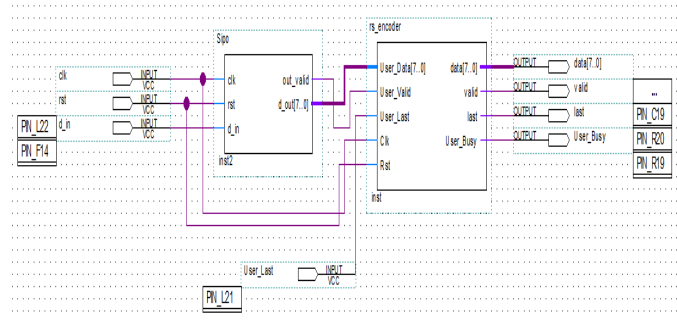 rs_encoder
Sipo
clk INPUT VCC
clk out_valid
User_Data[7..0] data[7..0] OUTPUT data[7..0]
rst INPUT VCC
rst d_out[7..0]
User_Valid valid OUTPUT valid
...
d_in INPUT VCC
d_in
User_Last last OUTPUT last
PIN_C19
PIN_L22
Clk User_Busy OUTPUT User_Busy
PIN_R20
PIN_F14
inst2
Rst
PIN_R19
inst
User_Last INPUT VCC
PIN_L21